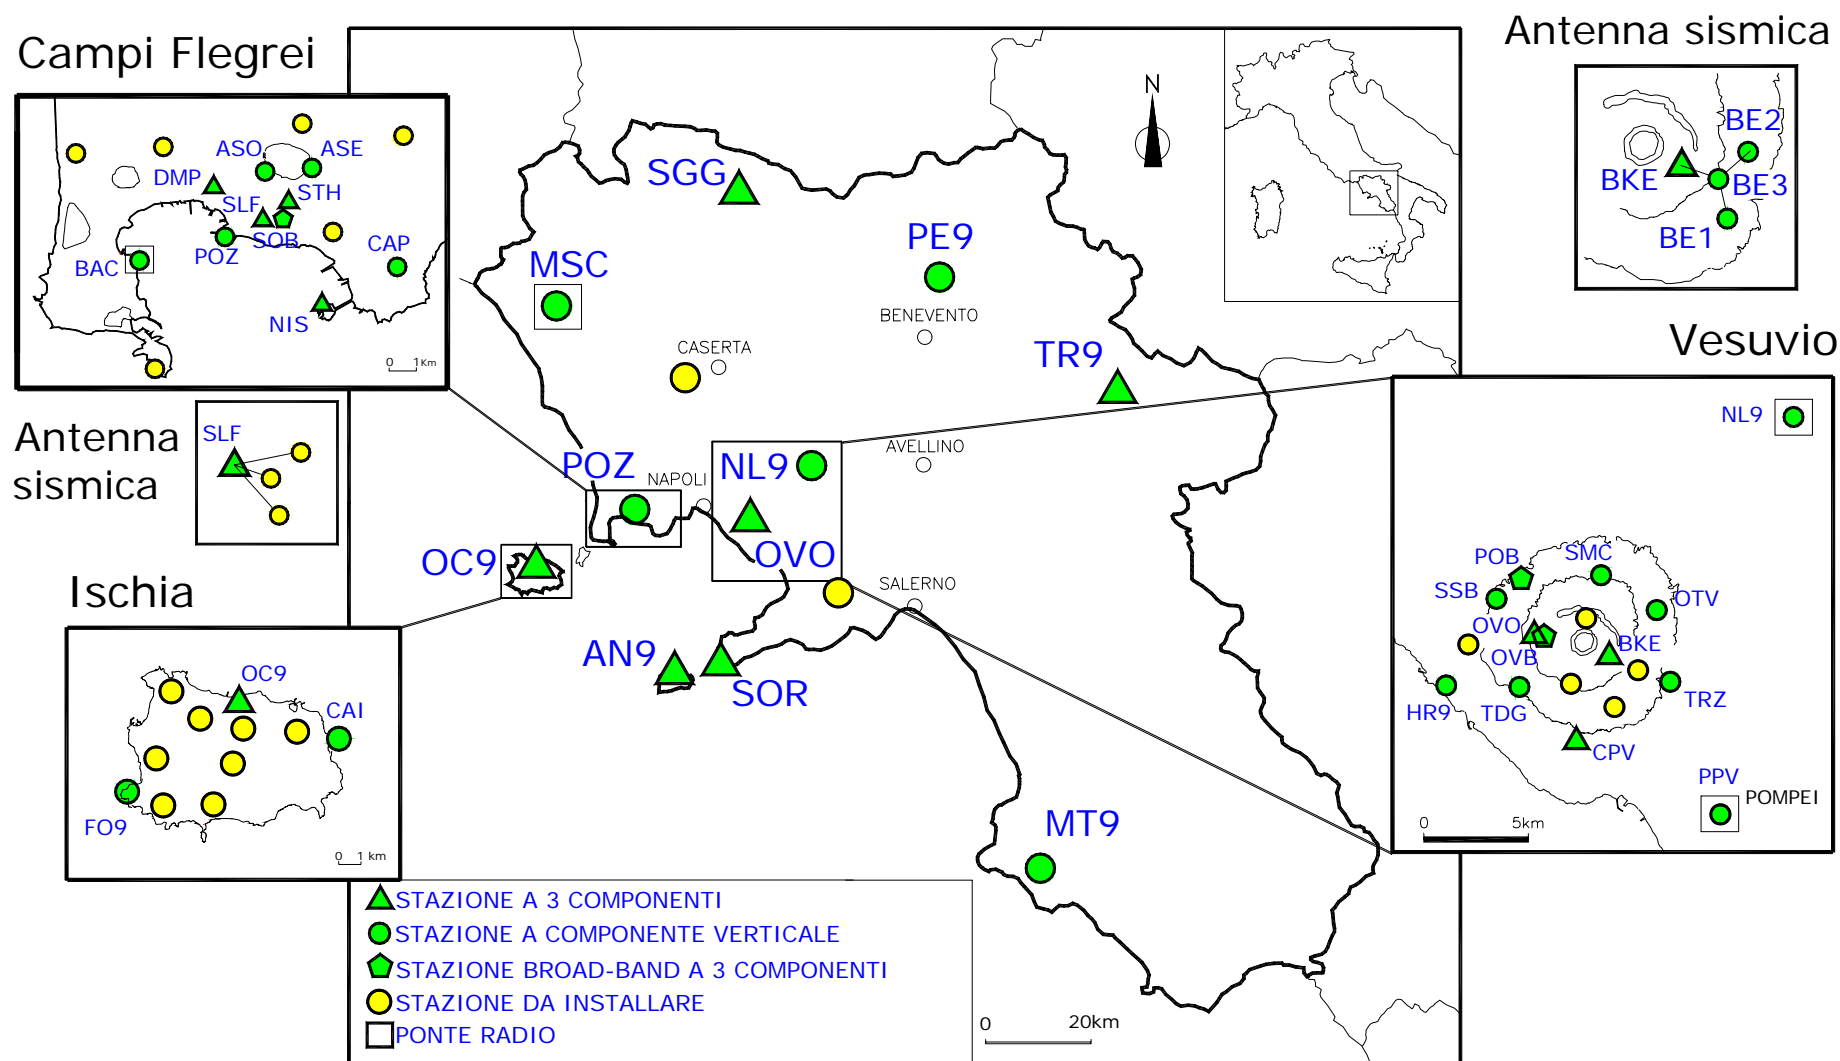 Campi Flegrei
ASO
ASE
DMP
STH
SLF
SOB
POZ
CAP
BAC
NIS
0 1Km
Antenna
sismica
SLF
Ischia
OC9
CAI
FO9
0 1 km
N
SGG
MSC
PE9
BENEVENTO
CASERTA
TR9
AVELLINO
POZ
NAPOLI
NL9
OVO
OC9
SALERNO
AN9
SOR
MT9
0 20km
STAZIONE A 3 COMPONENTI
STAZIONE A COMPONENTE VERTICALE
STAZIONE BROAD-BAND A 3 COMPONENTI
STAZIONE DA INSTALLARE
PONTE RADIO
Antenna sismica
BE2
BKE
BE3
BE1
Vesuvio
NL9
POB
SMC
SSB
OTV
OVO
BKE
OVB
HR9
TDG
TRZ
CPV
PPV
POMPEI
0 5km